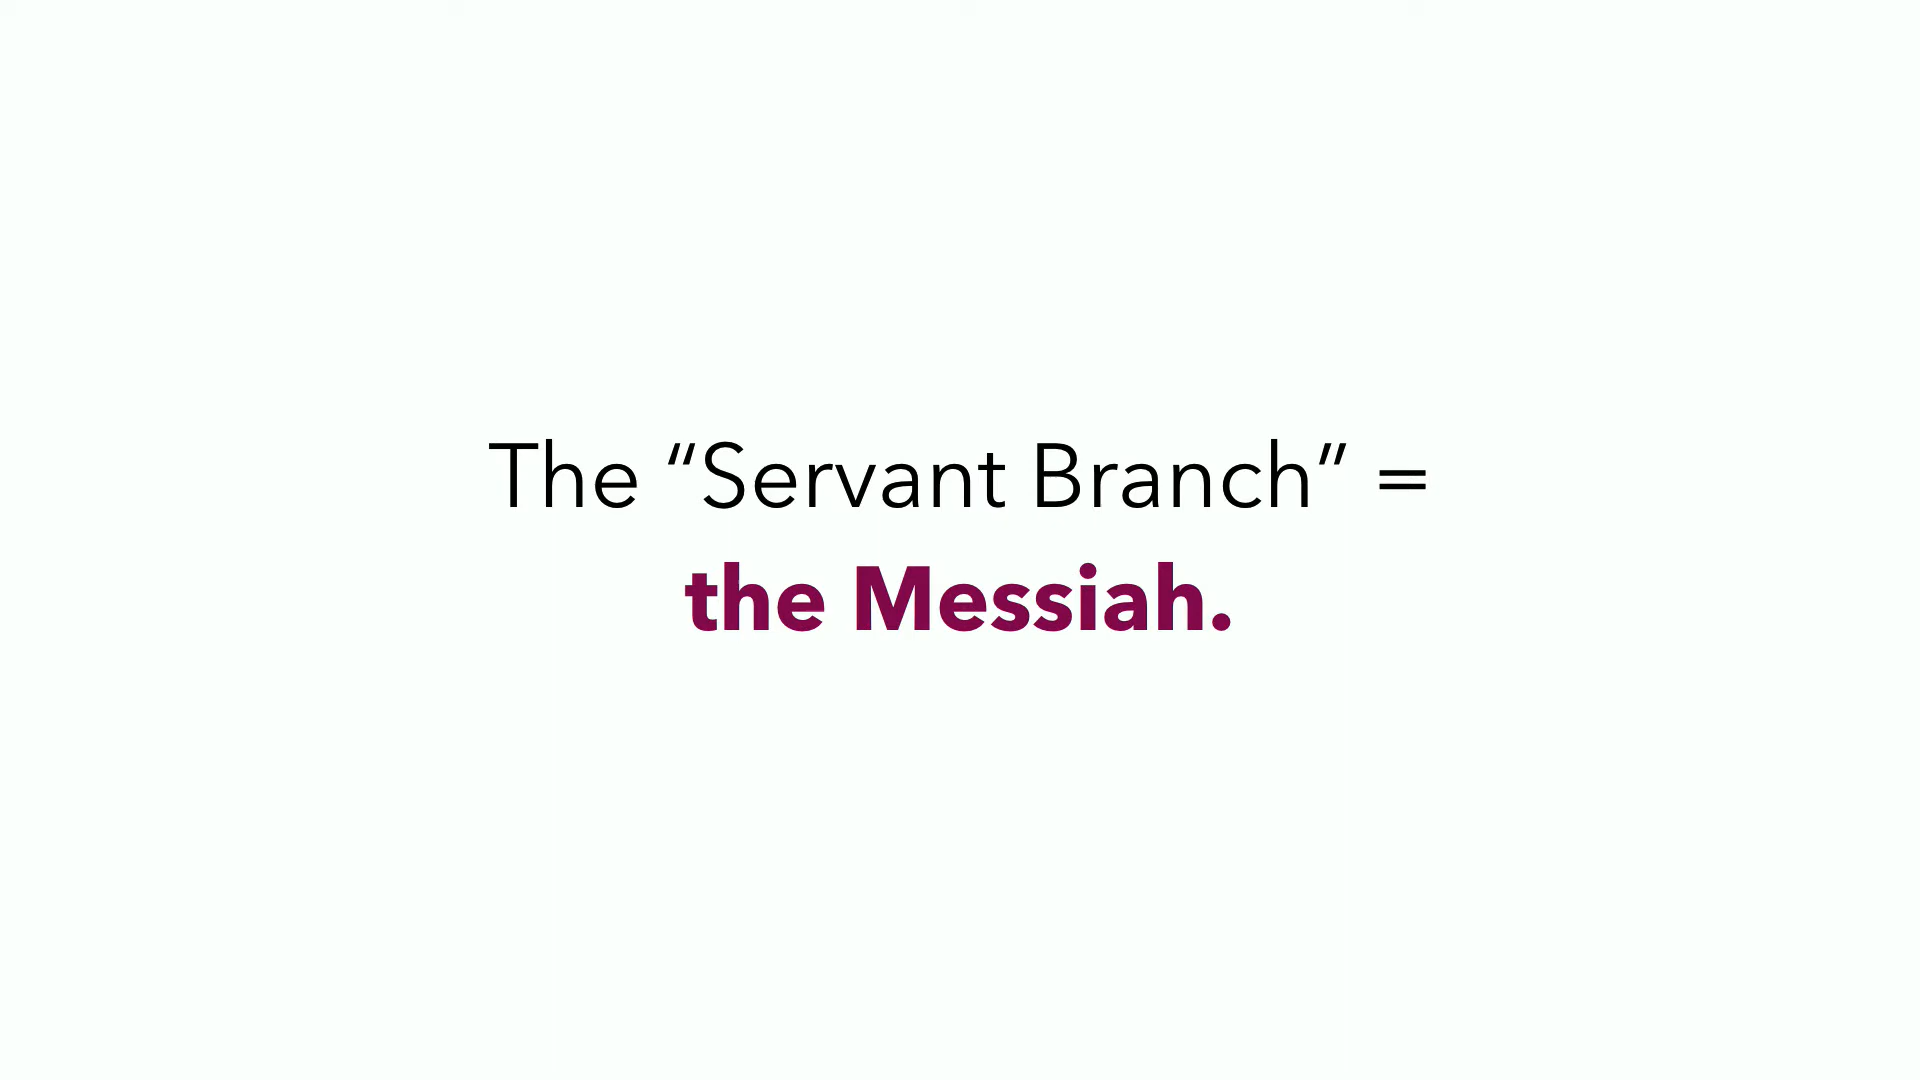 The “Servant Branch” =
the Messiah.